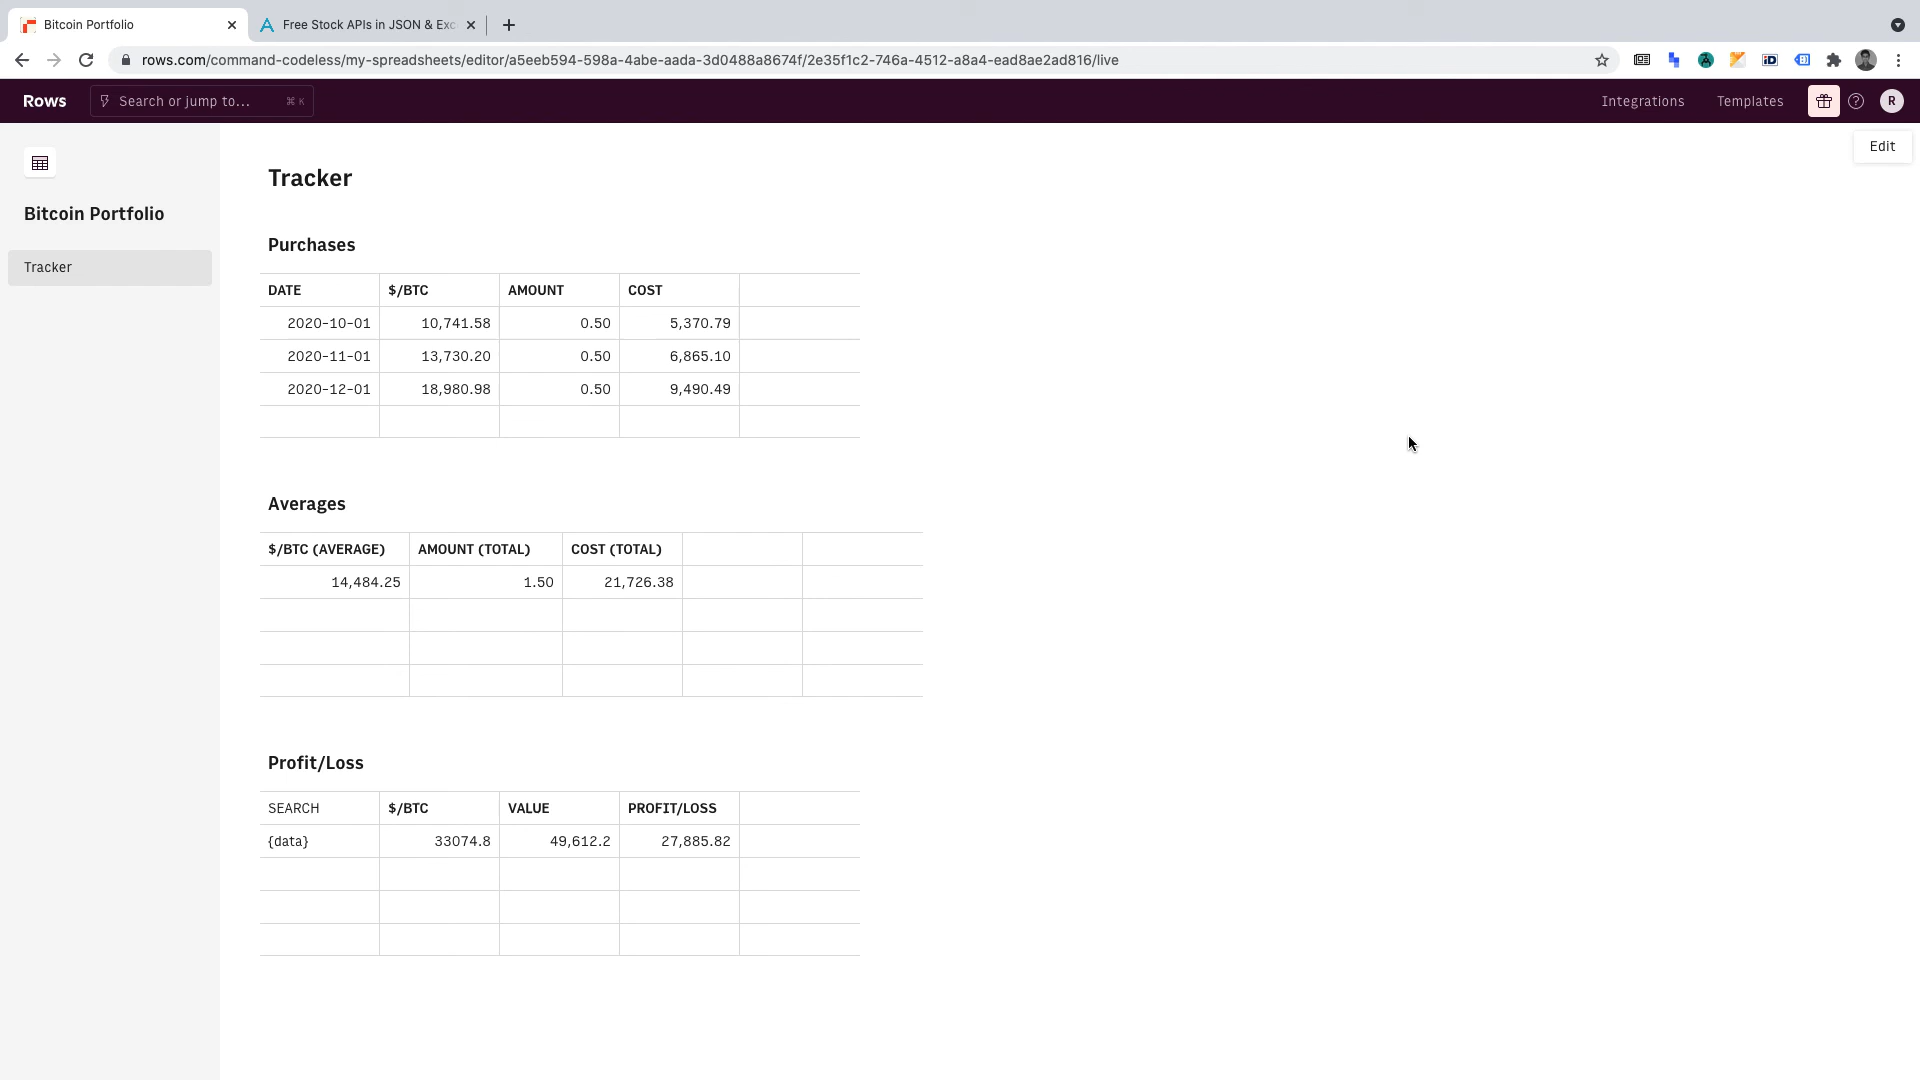 Bitcoin Portfolio
Free Stock APIs in JSON & Exc
rows.com/command-codeless/my-spreadsheets/editor/a5eeb594-598a-4abe-aada-3d0488a8674f/2e35f1c2-746a-4512-a8a4-ead8ae2ad816/live
Rows
Search or jump to... ⌘ K
Integrations
Templates
?
R
Edit
Bitcoin Portfolio
Tracker
Tracker
Purchases
DATE $/BTC AMOUNT COST
2020-10-01 10,741.58 0.50 5,370.79
2020-11-01 13,730.20 0.50 6,865.10
2020-12-01 18,980.98 0.50 9,490.49
Averages
$/BTC (AVERAGE) AMOUNT (TOTAL) COST (TOTAL)
14,484.25 1.50 21,726.38
Profit/Loss
SEARCH $/BTC VALUE PROFIT/LOSS
{data} 33074.8 49,612.2 27,885.82